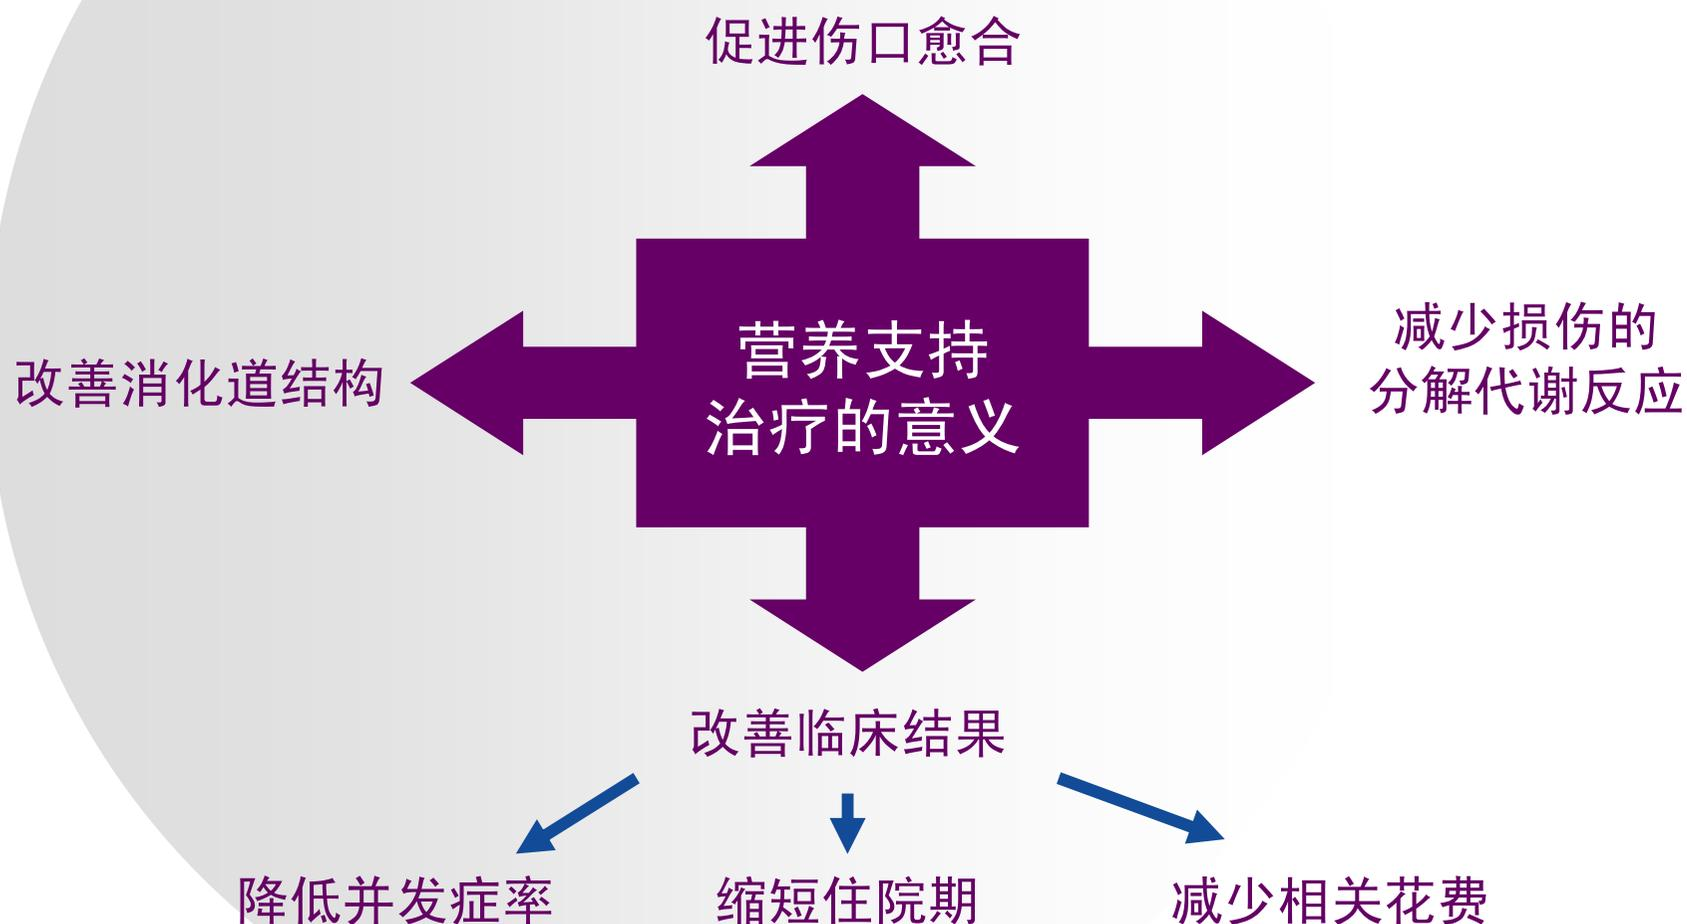 促进伤口愈合
改善消化道结构
营养支持
治疗的意义
减少损伤的
分解代谢反应
改善临床结果
降低并发症率
缩短住院期
减少相关花费